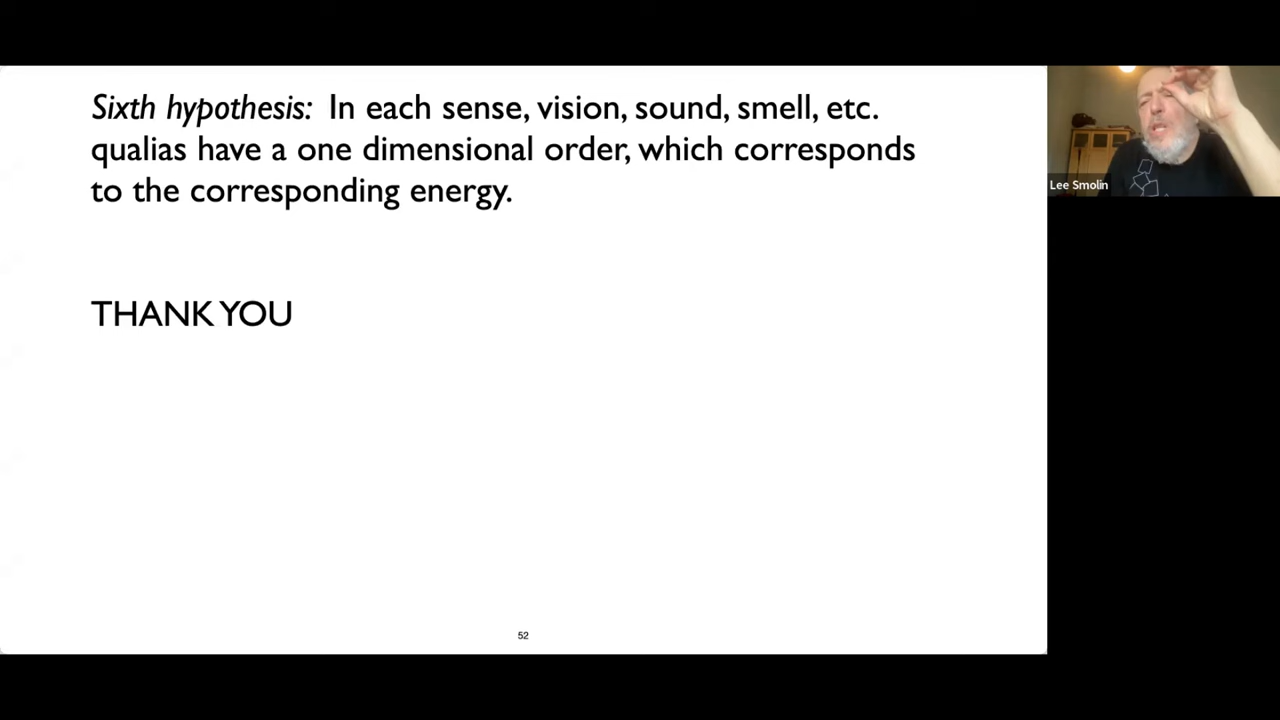 Sixth hypothesis: In each sense, vision, sound, smell, etc.
qualias have a one dimensional order, which corresponds
to the corresponding energy.
THANK YOU
52
Lee Smolin